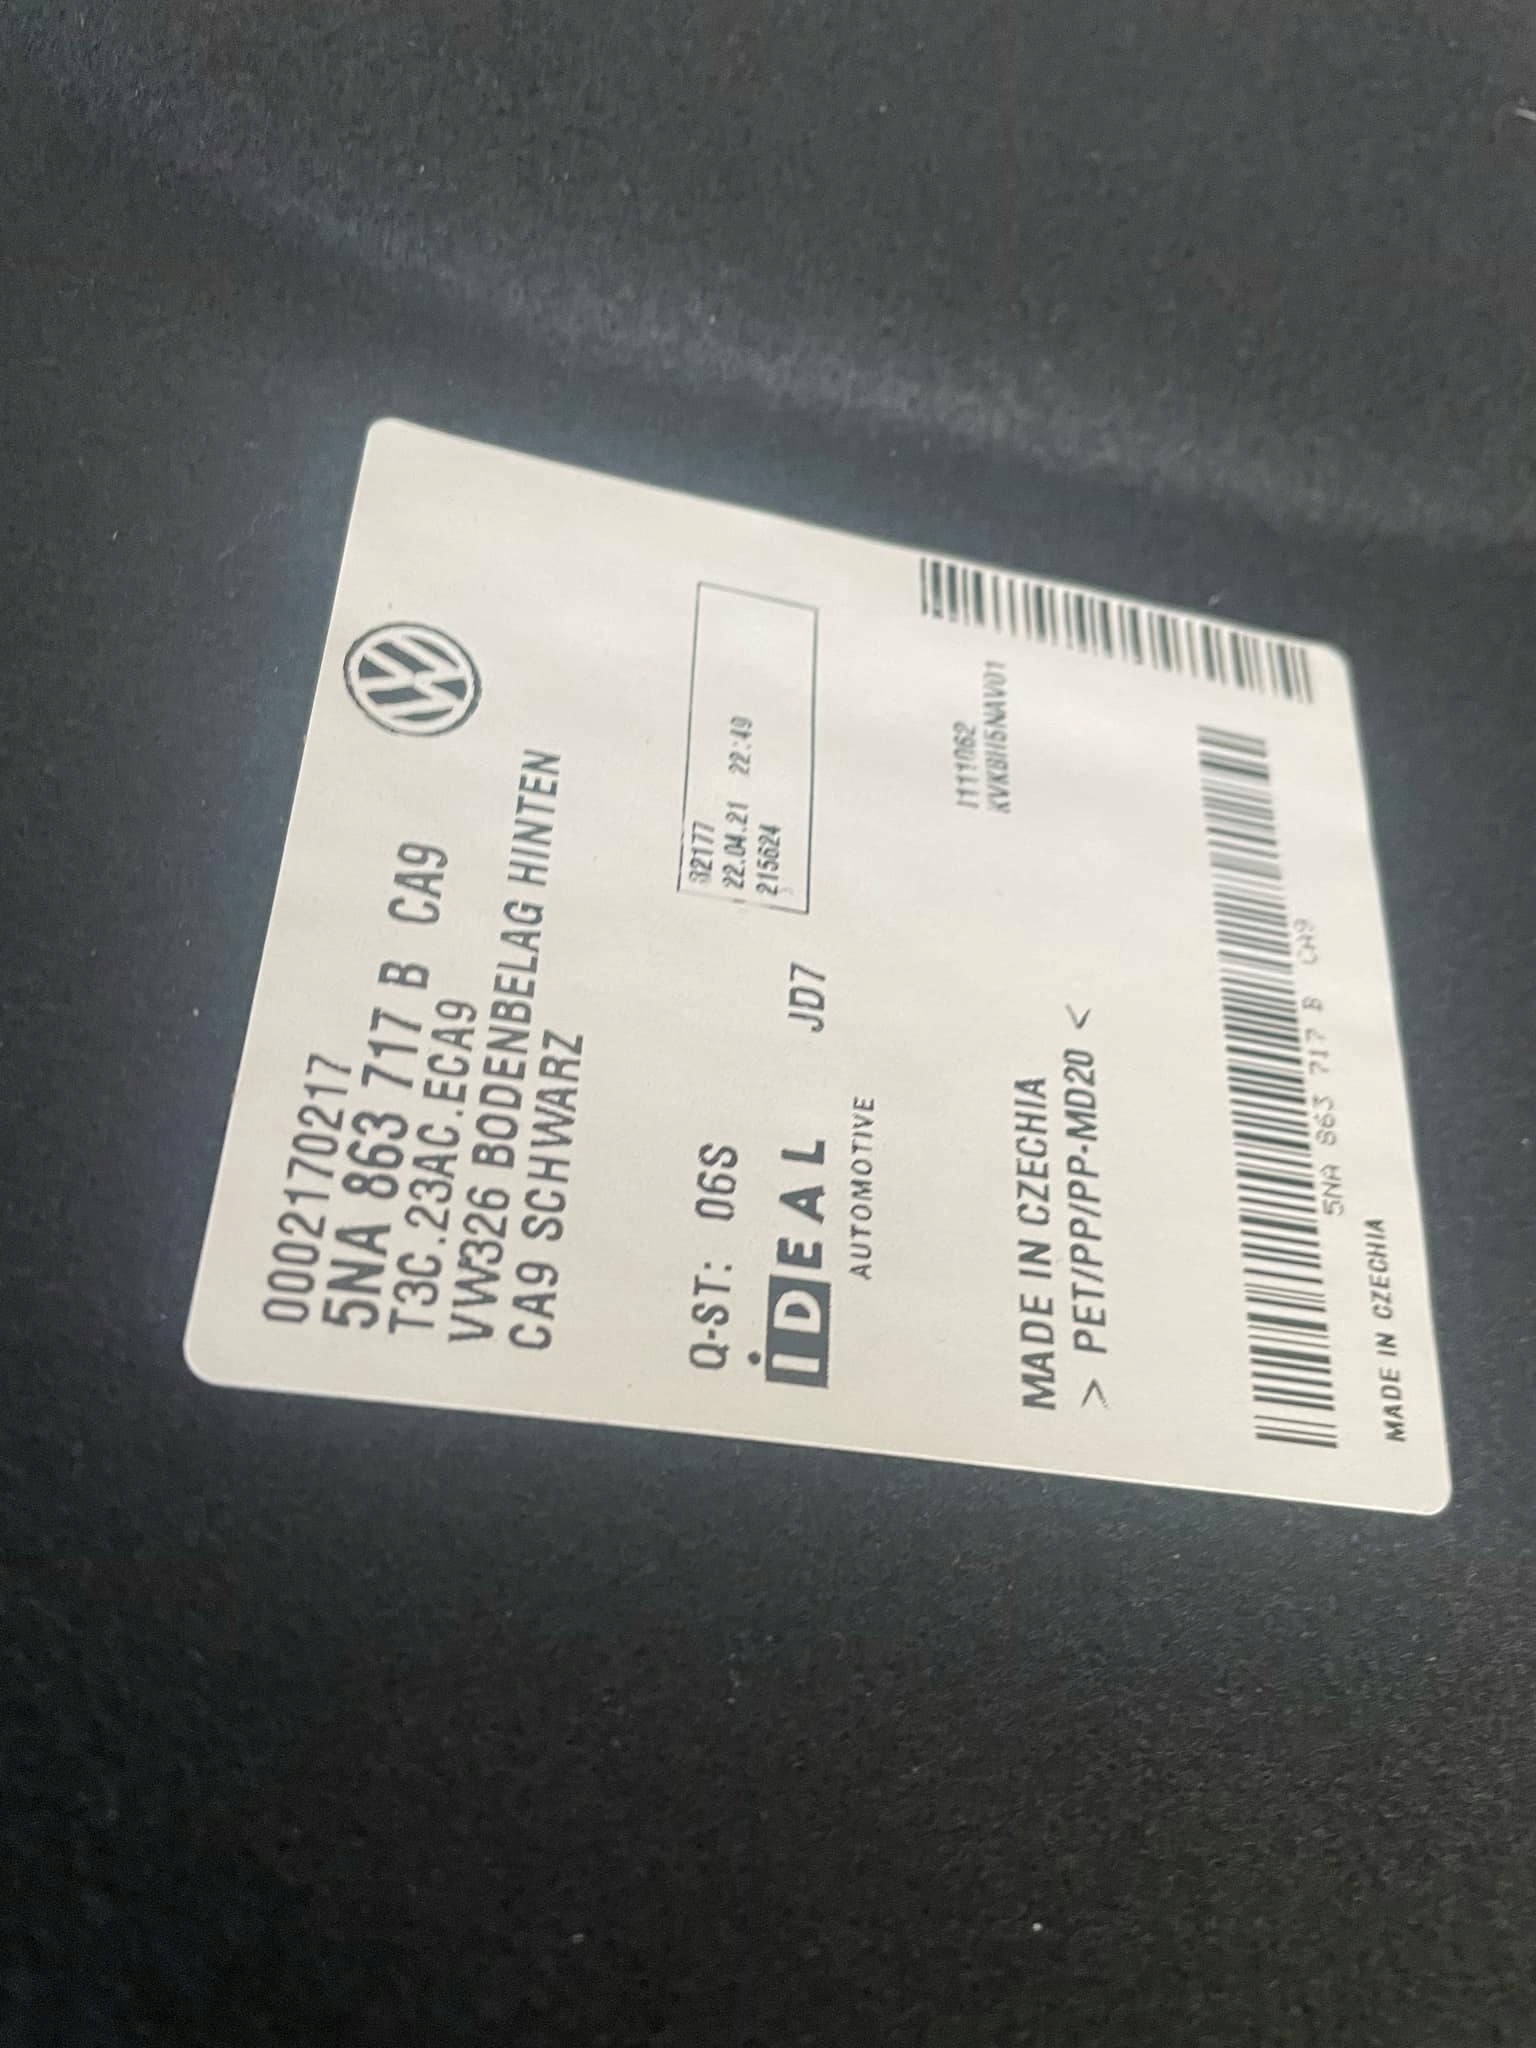 0002170217
5NA 863 717 B CA9
T3C.23AC.ECA9
VW326 BODENBELAG HINTEN
CA9 SCHWARZ
Q-ST: 06S
32177
22.04.21 22:49
215624
iDEAL JD7
AUTOMOTIVE
MADE IN CZECHIA
> PET/PP/PP-MD20 <
5NA 863 717 B CA9
MADE IN CZECHIA